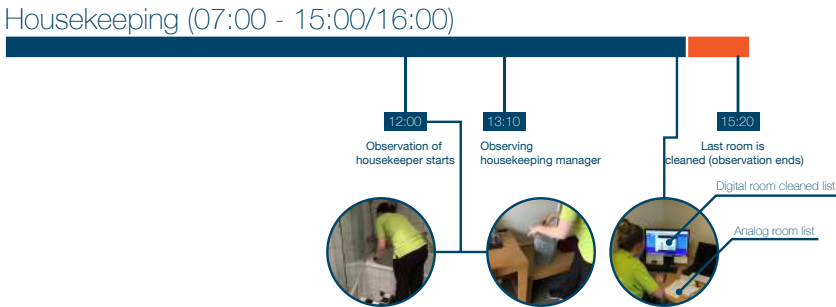 Housekeeping (07:00 - 15:00/16:00)
12:00
13:10
15:20
Observation of
housekeeper starts
Observing
housekeeping manager
Last room is
cleaned (observation ends)
Digital room cleaned list
Analog room list